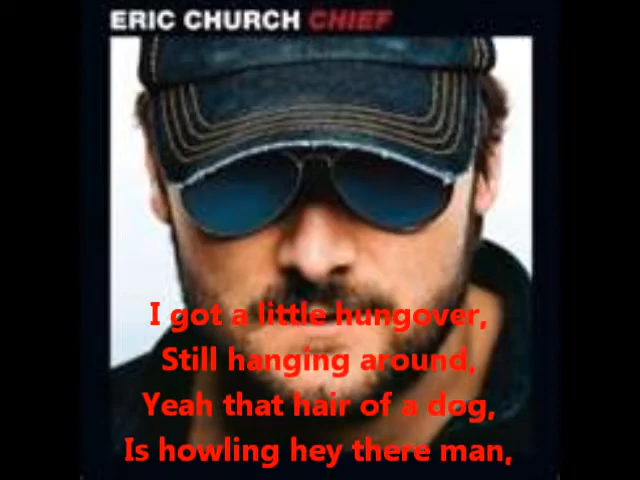 ERIC CHURCH CHIEF
I got a little hungover,
Still hanging around,
Yeah that hair of a dog,
Is howling hey there man,